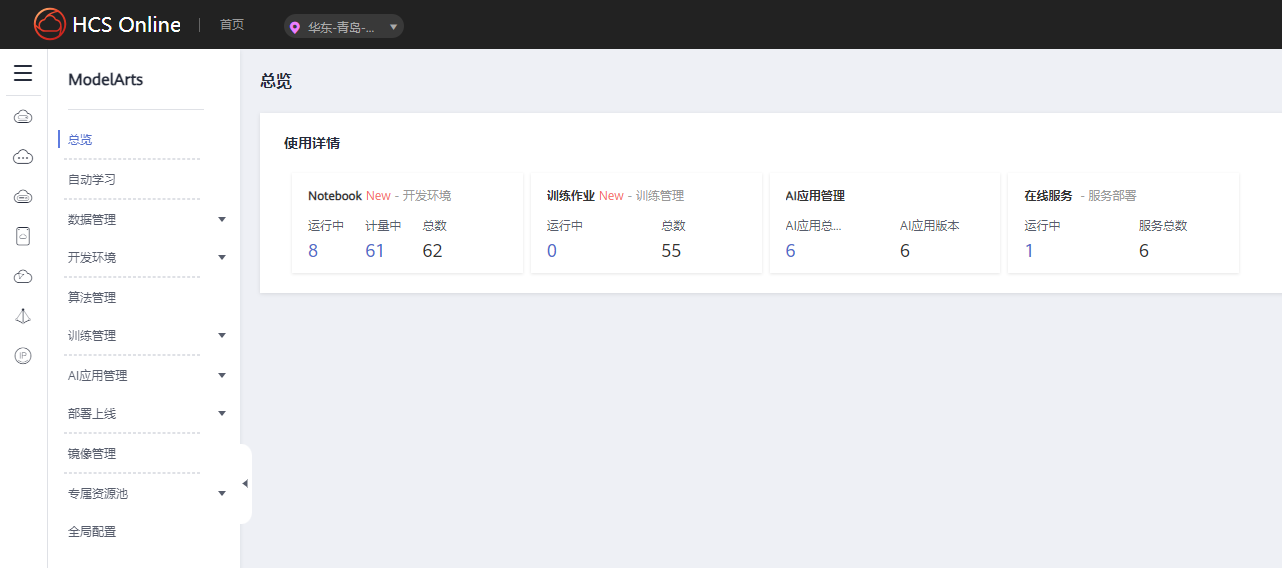 HCS Online
首页
华东-青岛-...
ModelArts
总览
自动学习
数据管理
开发环境
算法管理
训练管理
AI应用管理
部署上线
镜像管理
专属资源池
全局配置
IP
总览
使用详情
Notebook New - 开发环境
运行中 计量中 总数
8 61 62
训练作业 New - 训练管理
运行中 总数
0 55
AI应用管理
AI应用总... AI应用版本
6 6
在线服务 - 服务部署
运行中 服务总数
1 6